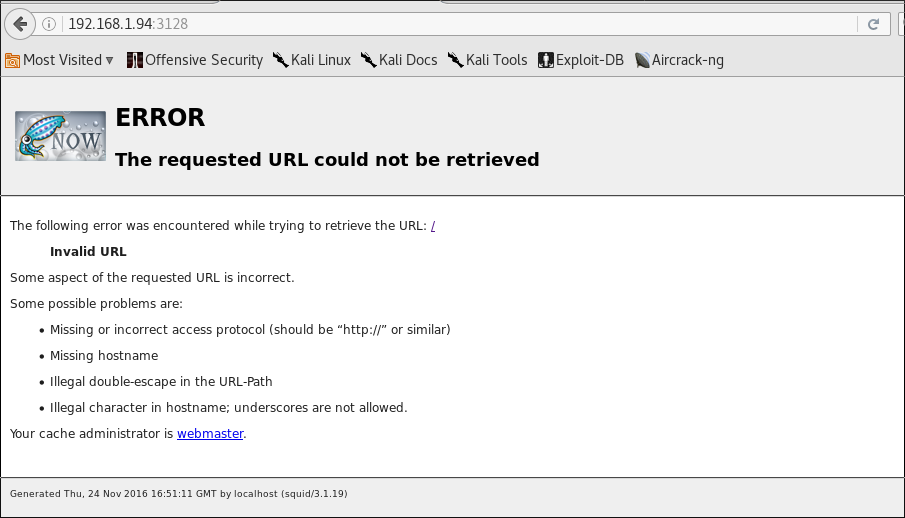 192.168.1.94:3128
Most Visited Offensive Security Kali Linux Kali Docs Kali Tools Exploit-DB Aircrack-ng
NOW
ERROR
The requested URL could not be retrieved
The following error was encountered while trying to retrieve the URL: /
Invalid URL
Some aspect of the requested URL is incorrect.
Some possible problems are:
• Missing or incorrect access protocol (should be “http://” or similar)
• Missing hostname
• Illegal double-escape in the URL-Path
• Illegal character in hostname; underscores are not allowed.
Your cache administrator is webmaster.
Generated Thu, 24 Nov 2016 16:51:11 GMT by localhost (squid/3.1.19)